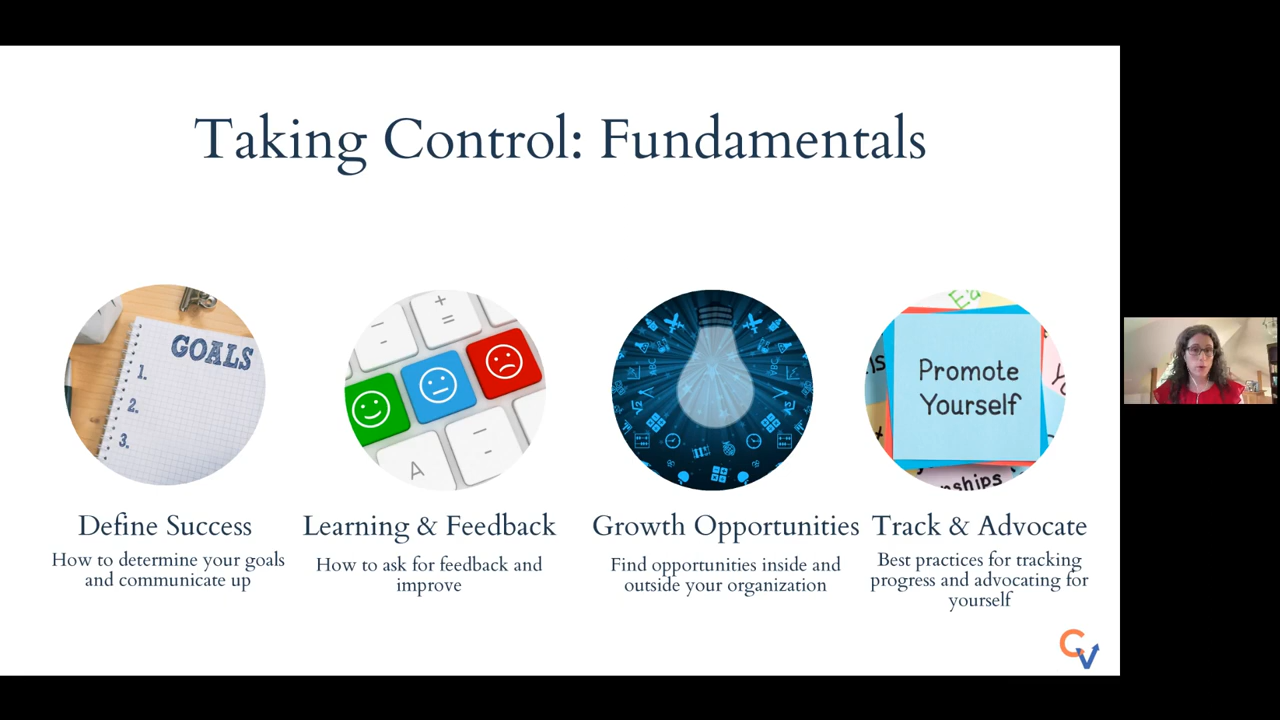 Taking Control: Fundamentals
GOALS
1.
2.
3.
+
=
A
Promote
Yourself
nships
Define Success
How to determine your goals
and communicate up
Learning & Feedback
How to ask for feedback and
improve
Growth Opportunities
Find opportunities inside and
outside your organization
Track & Advocate
Best practices for tracking
progress and advocating for
yourself
CV